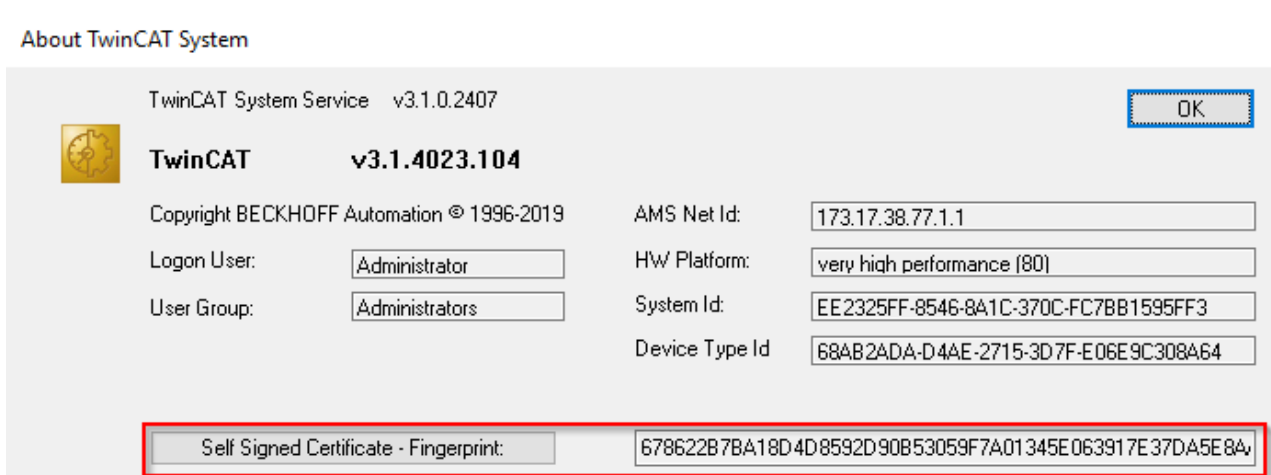 About TwinCAT System
TwinCAT System Service v3.1.0.2407
OK
TwinCAT v3.1.4023.104
Copyright BECKHOFF Automation © 1996-2019
AMS Net Id: 173.17.38.77.1.1
Logon User: Administrator
HW Platform: very high performance (80)
User Group: Administrators
System Id: EE2325FF-8546-8A1C-370C-FC7BB1595FF3
Device Type Id 68AB2ADA-D4AE-2715-3D7F-E06E9C308A64
Self Signed Certificate - Fingerprint: 678622B7BA18D4D8592D90B53059F7A01345E063917E37DA5E8A